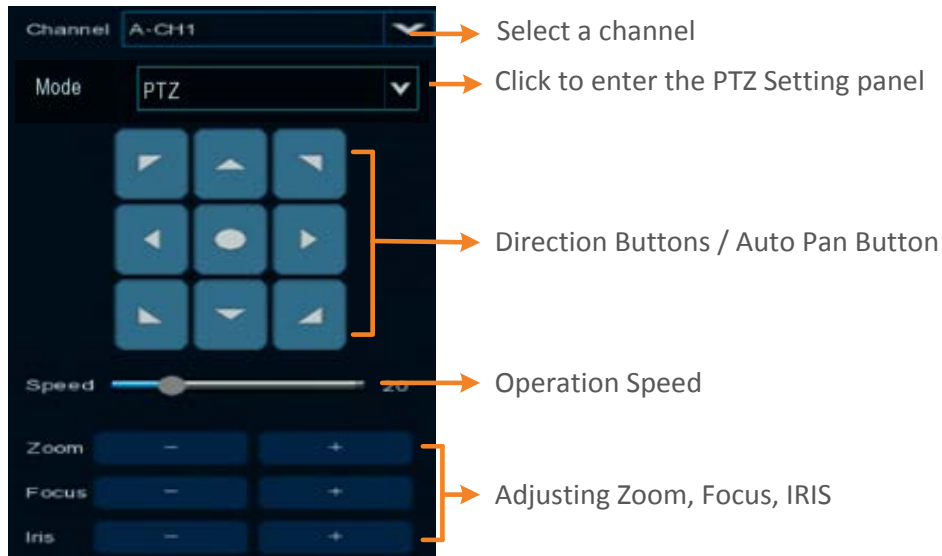 Channel A-CH1 Select a channel
Mode PTZ Click to enter the PTZ Setting panel
Direction Buttons / Auto Pan Button
Speed 20 Operation Speed
Zoom - +
Focus - + Adjusting Zoom, Focus, IRIS
Iris - +